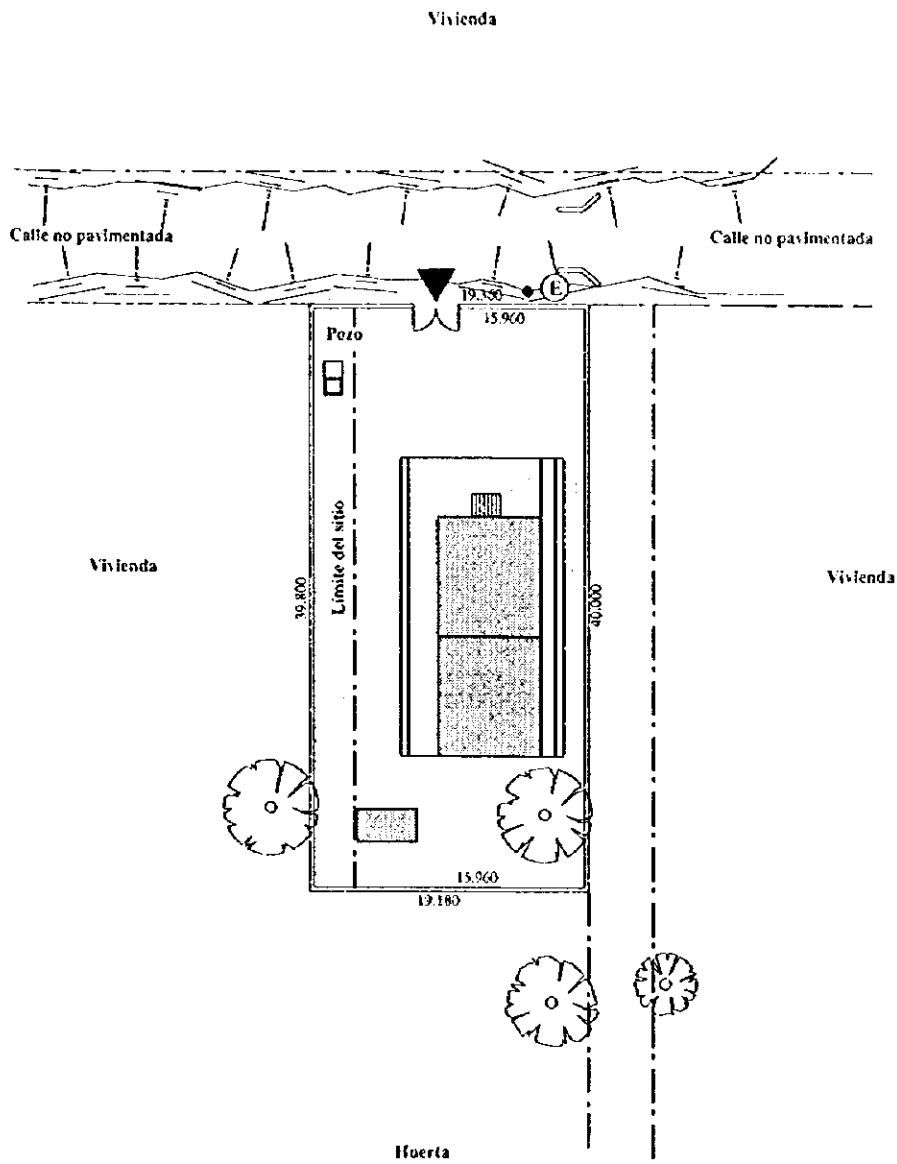 Vivienda
Calle no pavimentada
Calle no pavimentada
E
19.360
15.960
Pozo
Límite del sitio
Vivienda
39.800
40.000
Vivienda
15.960
19.180
Huerta